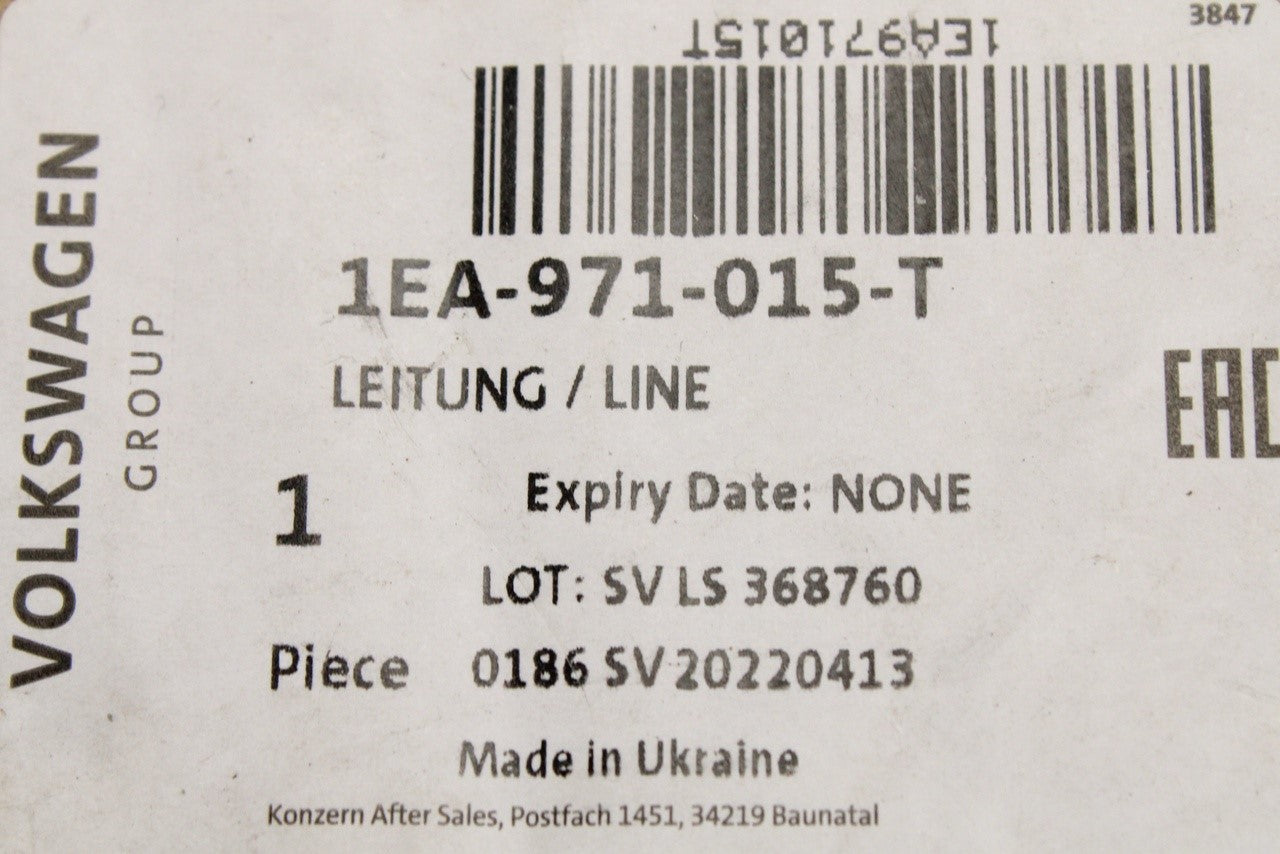 3847
1EA971015T
VOLKSWAGEN
GROUP
1EA-971-015-T
LEITUNG / LINE
EAC
1
Expiry Date: NONE
LOT: SV LS 368760
Piece 0186 SV 20220413
Made in Ukraine
Konzern After Sales, Postfach 1451, 34219 Baunatal